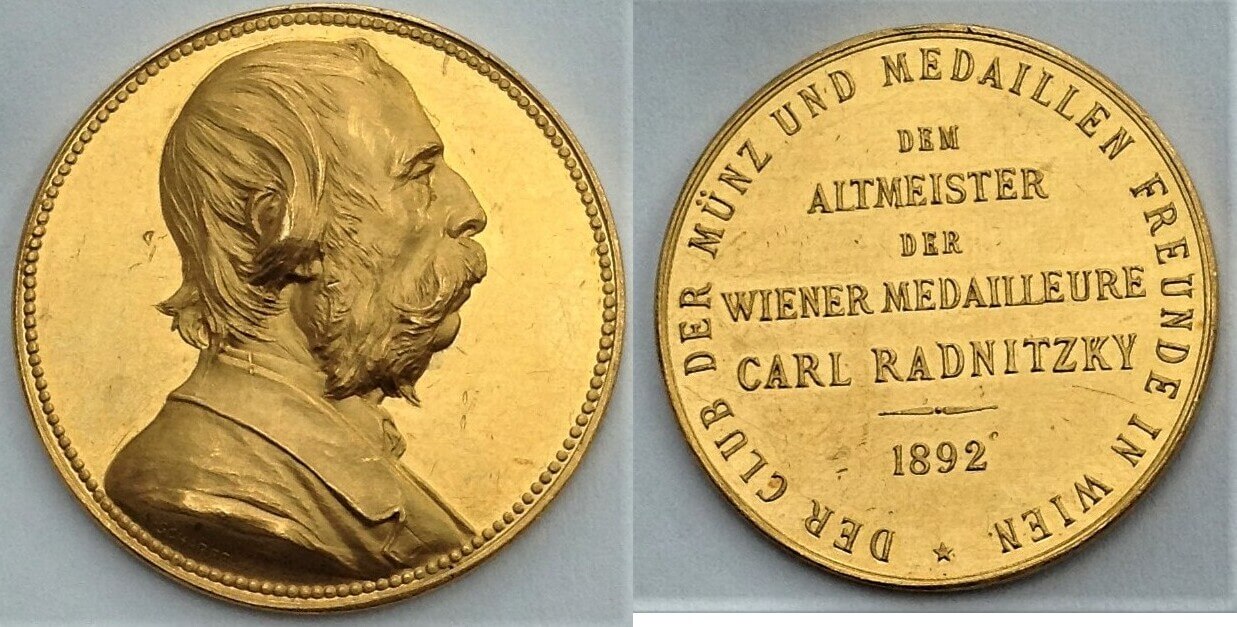 DER CLUB DER MÜNZ UND MEDAILLEN FREUNDE IN WIEN
DEM
ALTMEISTER
DER
WIENER MEDAILLEURE
CARL RADNITZKY
1892